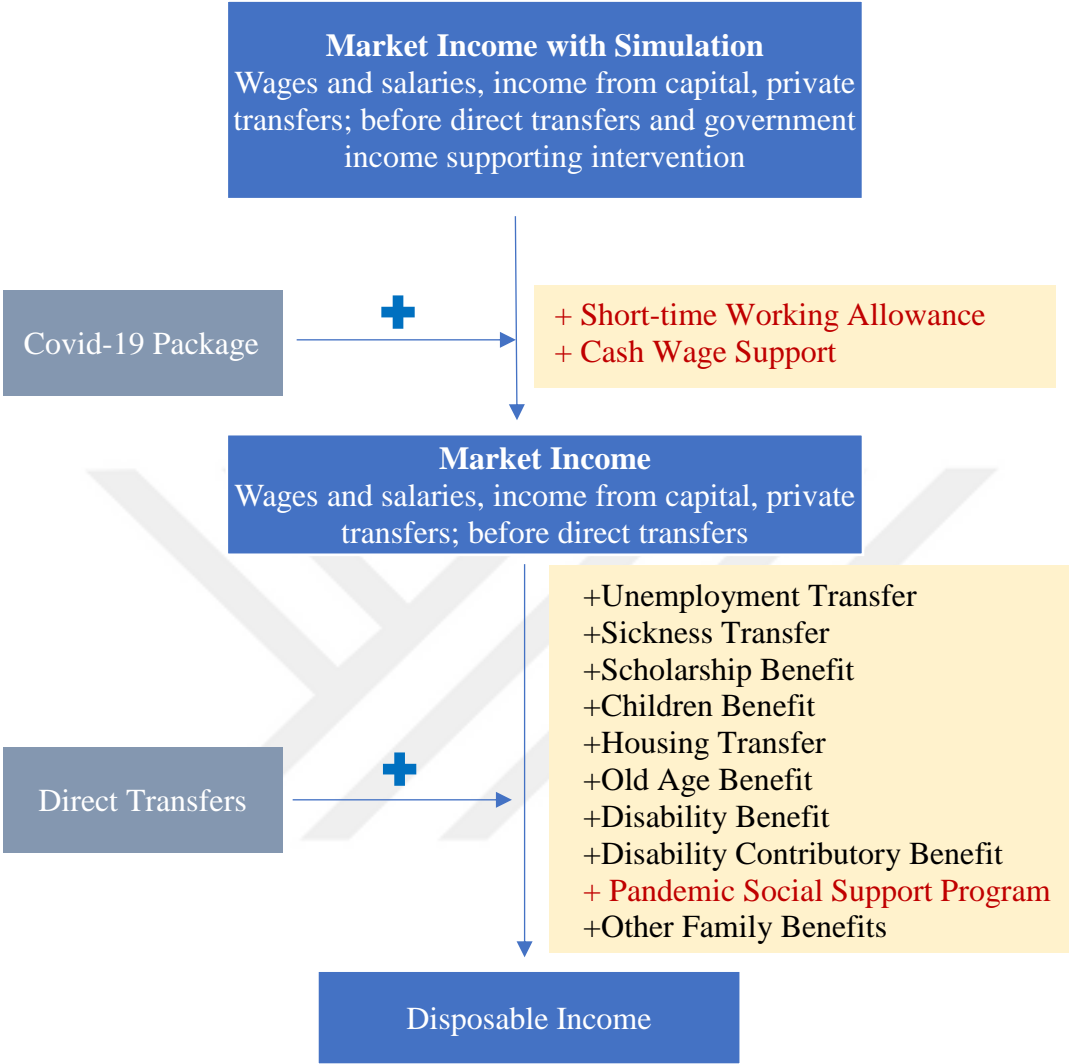 Market Income with Simulation
Wages and salaries, income from capital, private
transfers; before direct transfers and government
income supporting intervention
Covid-19 Package
+ Short-time Working Allowance
+ Cash Wage Support
Market Income
Wages and salaries, income from capital, private
transfers; before direct transfers
Direct Transfers
+Unemployment Transfer
+Sickness Transfer
+Scholarship Benefit
+Children Benefit
+Housing Transfer
+Old Age Benefit
+Disability Benefit
+Disability Contributory Benefit
+ Pandemic Social Support Program
+Other Family Benefits
Disposable Income